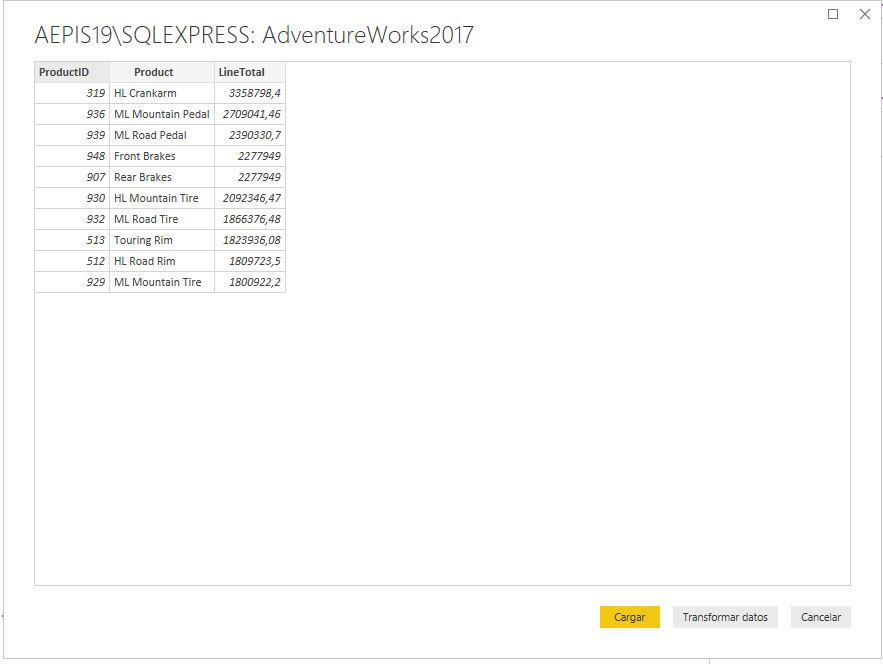 AEPIS19\SQLEXPRESS: AdventureWorks2017
ProductID Product LineTotal
319 HL Crankarm 3358798,4
936 ML Mountain Pedal 2709041,46
939 ML Road Pedal 2390330,7
948 Front Brakes 2277949
907 Rear Brakes 2277949
930 HL Mountain Tire 2092346,47
932 ML Road Tire 1866376,48
513 Touring Rim 1823936,08
512 HL Road Rim 1809723,5
929 ML Mountain Tire 1800922,2
Cargar Transformar datos Cancelar